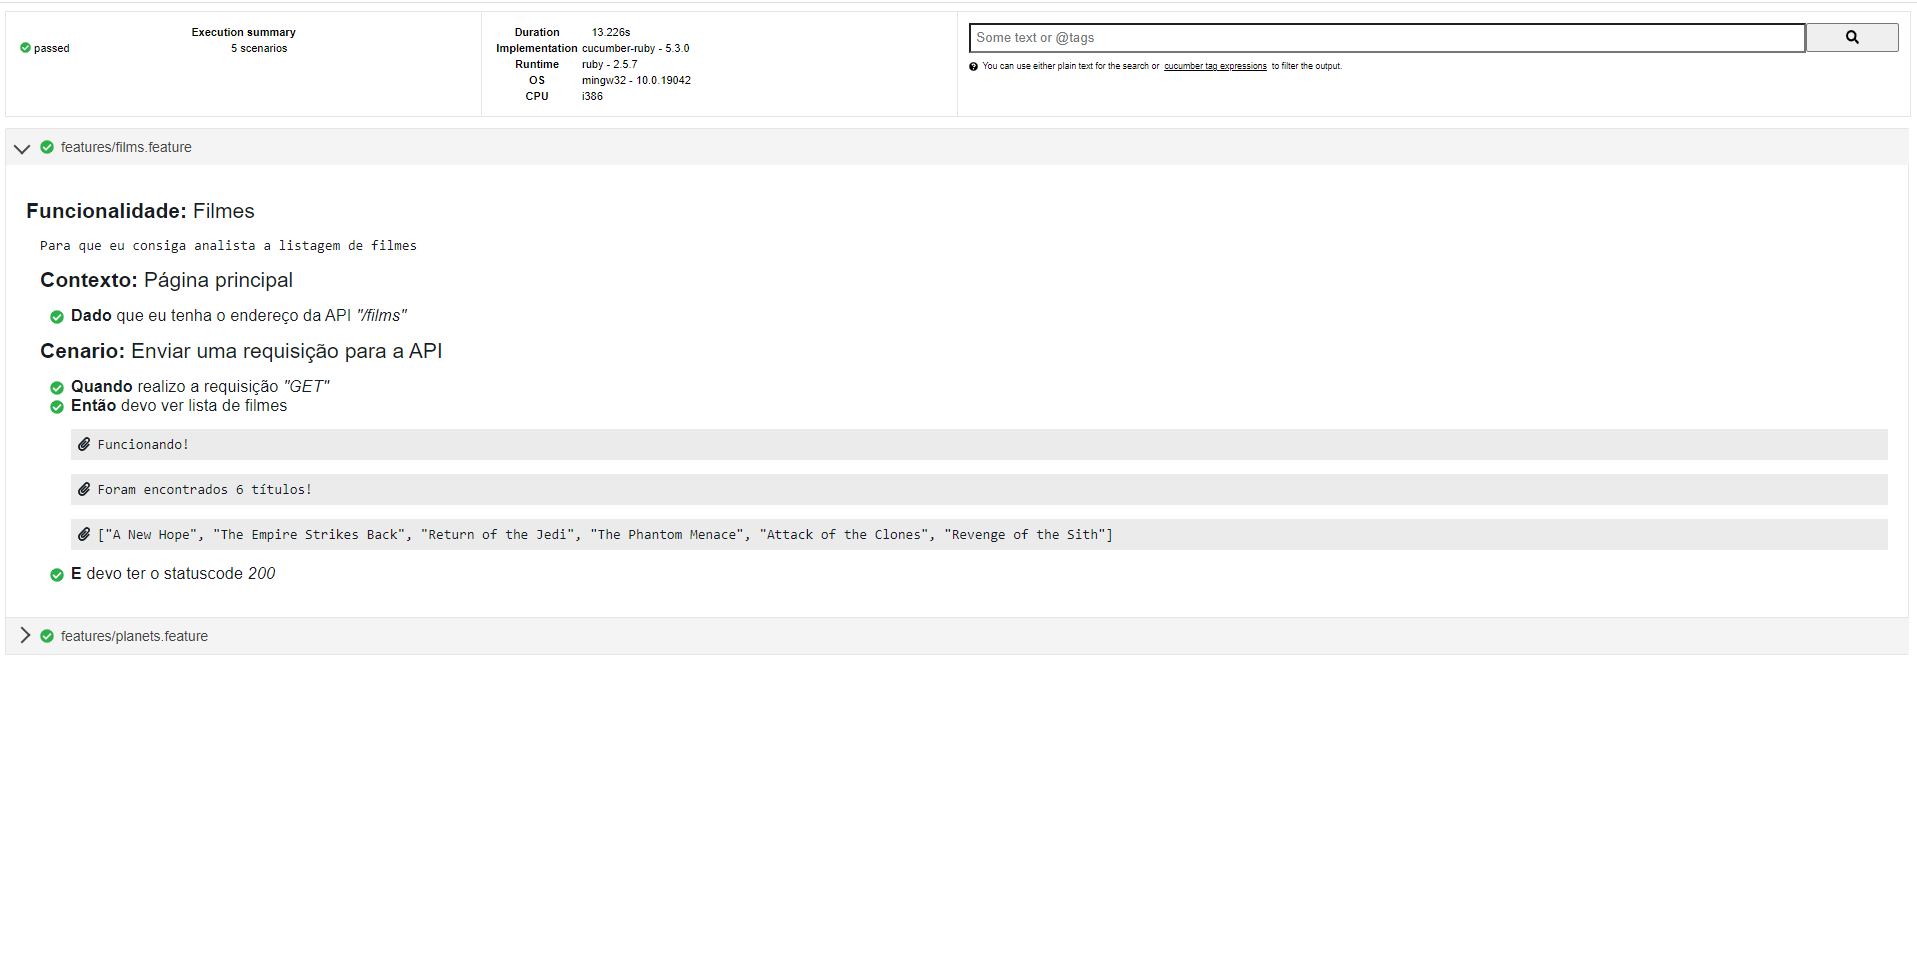 Execution summary
passed
5 scenarios
Duration 13.226s
Implementation cucumber-ruby - 5.3.0
Runtime ruby - 2.5.7
OS mingw32 - 10.0.19042
CPU i386
Some text or @tags
You can use either plain text for the search or cucumber tag expressions to filter the output.
features/films.feature
Funcionalidade: Filmes
Para que eu consiga analista a listagem de filmes
Contexto: Página principal
Dado que eu tenha o endereço da API "/films"
Cenario: Enviar uma requisição para a API
Quando realizo a requisição "GET"
Então devo ver lista de filmes
Funcionando!
Foram encontrados 6 títulos!
["A New Hope", "The Empire Strikes Back", "Return of the Jedi", "The Phantom Menace", "Attack of the Clones", "Revenge of the Sith"]
E devo ter o statuscode 200
features/planets.feature